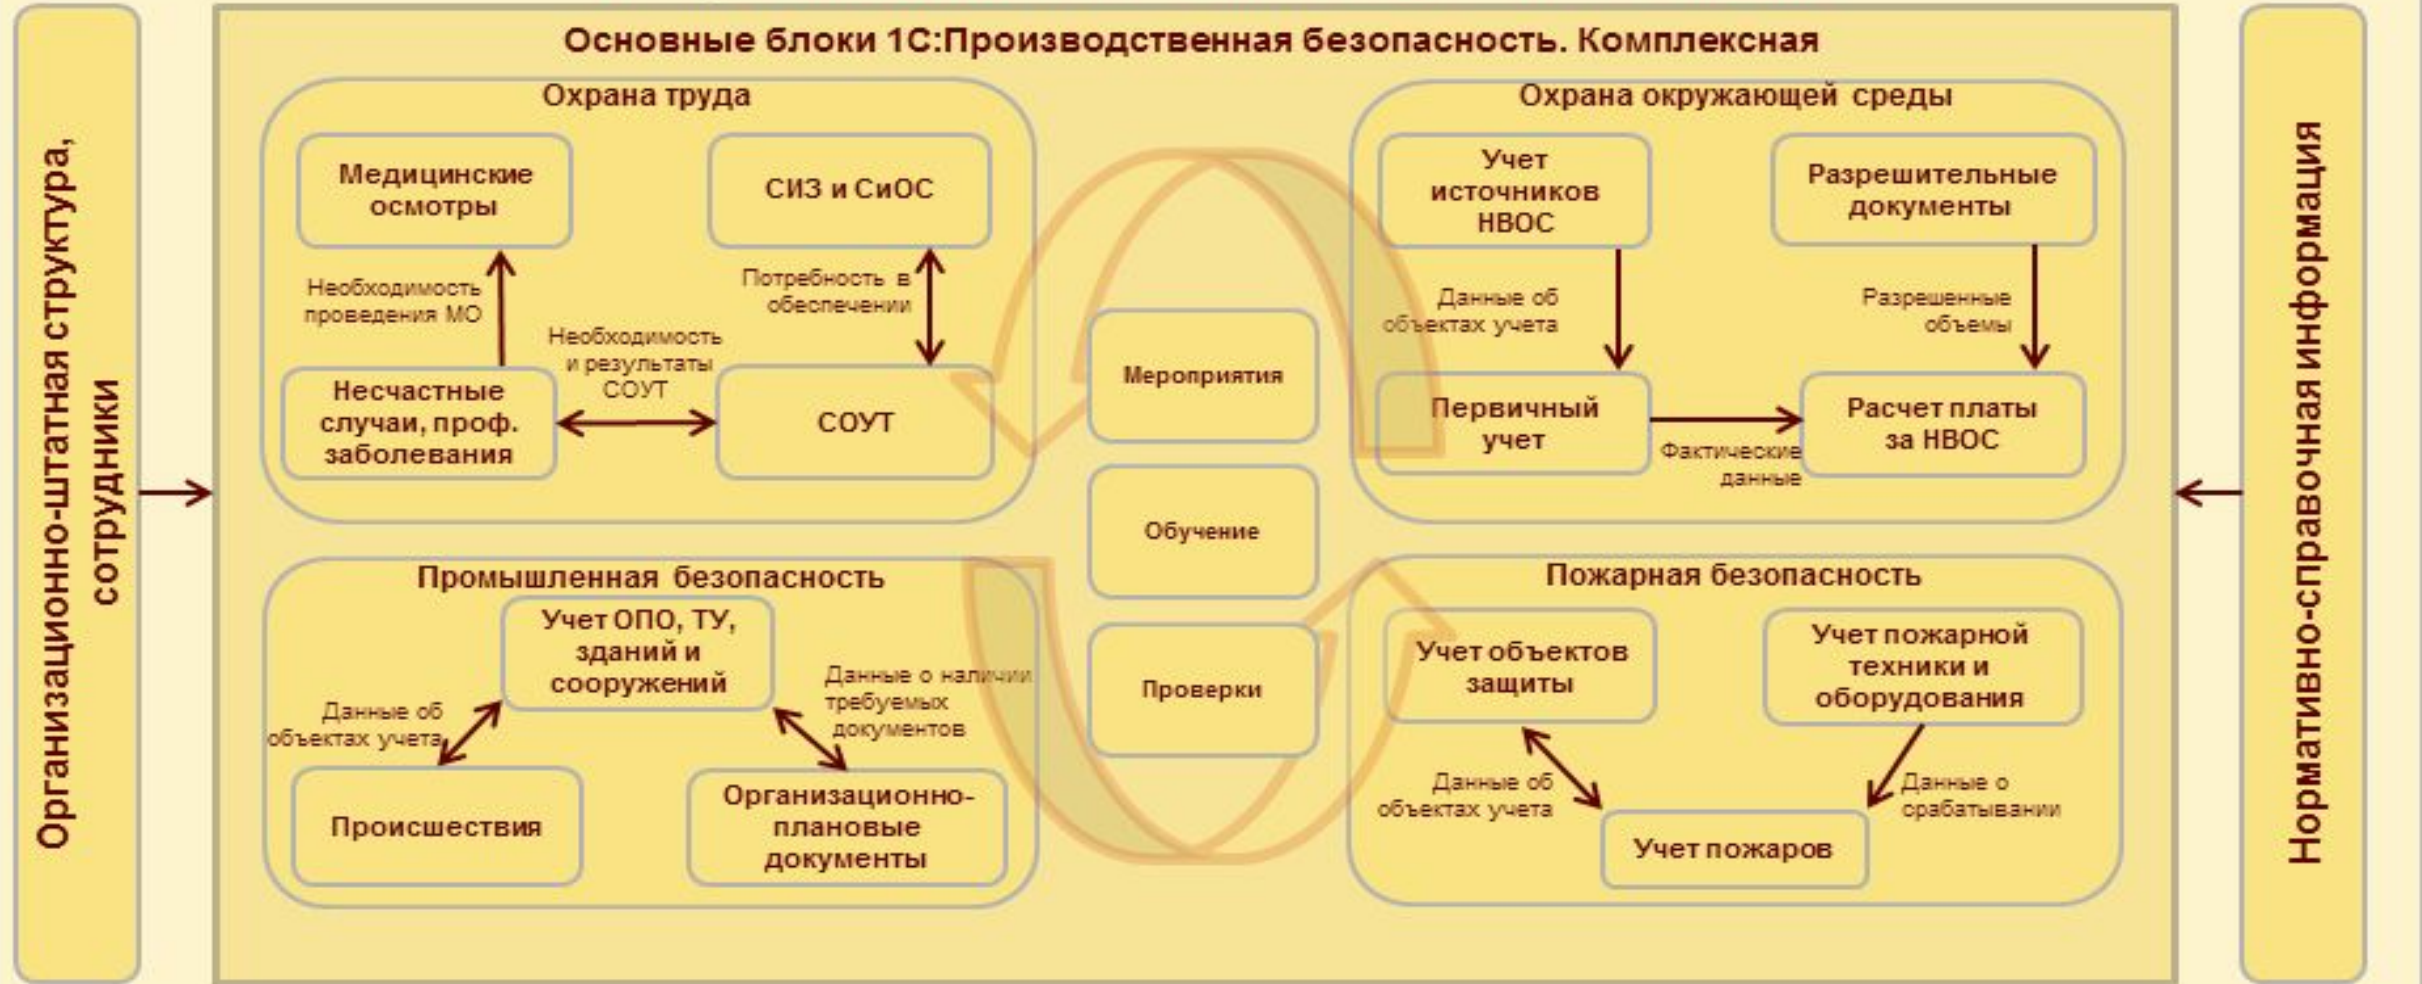 Организационно-штатная структура,
сотрудники
Основные блоки 1С:Производственная безопасность. Комплексная
Охрана труда
Медицинские
осмотры
СИЗ и СиОС
Необходимость
проведения МО
Потребность в
обеспечении
Необходимость
и результаты
СОУТ
Несчастные
случаи, проф.
заболевания
СОУТ
Охрана окружающей среды
Учет
источников
НВОС
Разрешительные
документы
Данные об
объектах учета
Разрешенные
объемы
Первичный
учет
Фактические
данные
Расчет платы
за НВОС
Мероприятия
Обучение
Проверки
Промышленная безопасность
Учет ОПО, ТУ,
зданий и
сооружений
Данные об
объектах учета
Данные о наличии
требуемых
документов
Происшествия
Организационно-
плановые
документы
Пожарная безопасность
Учет объектов
защиты
Учет пожарной
техники и
оборудования
Данные об
объектах учета
Данные о
срабатывании
Учет пожаров
Нормативно-справочная информация